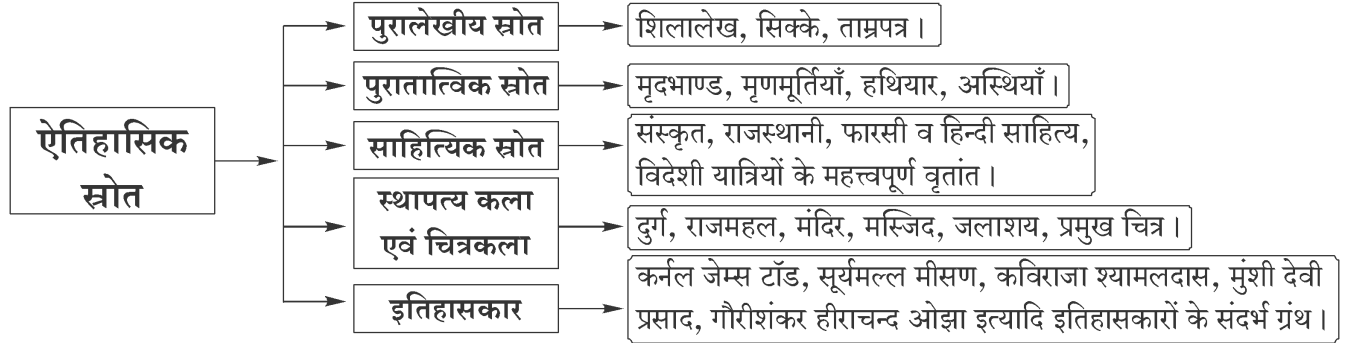 ऐतिहासिक
स्रोत
पुरालेखीय स्रोत
शिलालेख, सिक्के, ताम्रपत्र।
पुरातात्विक स्रोत
मृदभाण्ड, मृणमूर्तियाँ, हथियार, अस्थियाँ।
साहित्यिक स्रोत
संस्कृत, राजस्थानी, फारसी व हिन्दी साहित्य,
विदेशी यात्रियों के महत्त्वपूर्ण वृतांत।
स्थापत्य कला
एवं चित्रकला
दुर्ग, राजमहल, मंदिर, मस्जिद, जलाशय, प्रमुख चित्र।
इतिहासकार
कर्नल जेम्स टॉड, सूर्यमल्ल मीसण, कविराजा श्यामलदास, मुंशी देवी
प्रसाद, गौरीशंकर हीराचन्द ओझा इत्यादि इतिहासकारों के संदर्भ ग्रंथ।